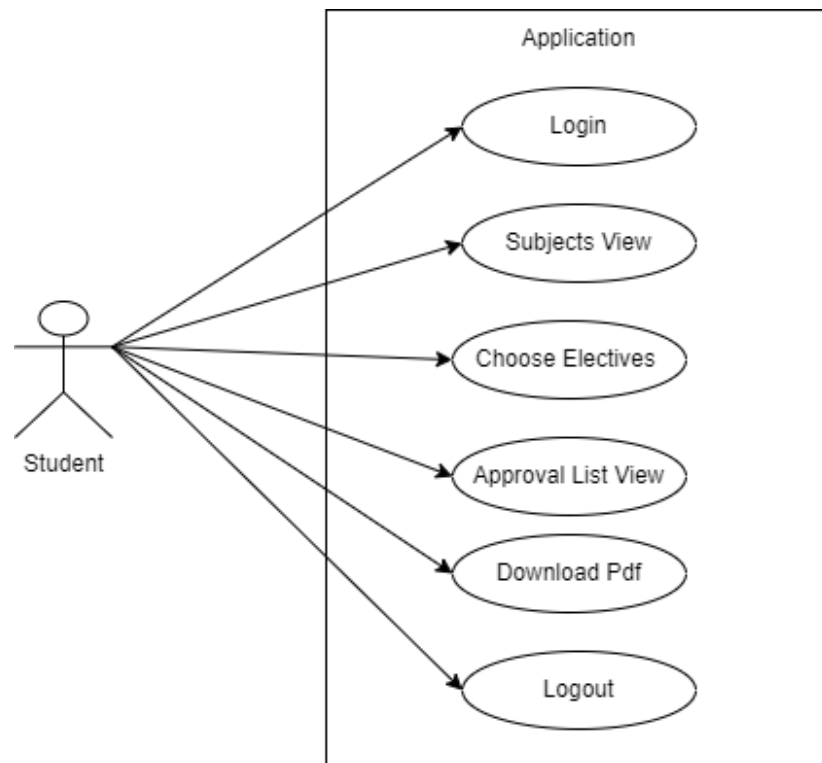 Application
Login
Subjects View
Choose Electives
Student
Approval List View
Download Pdf
Logout